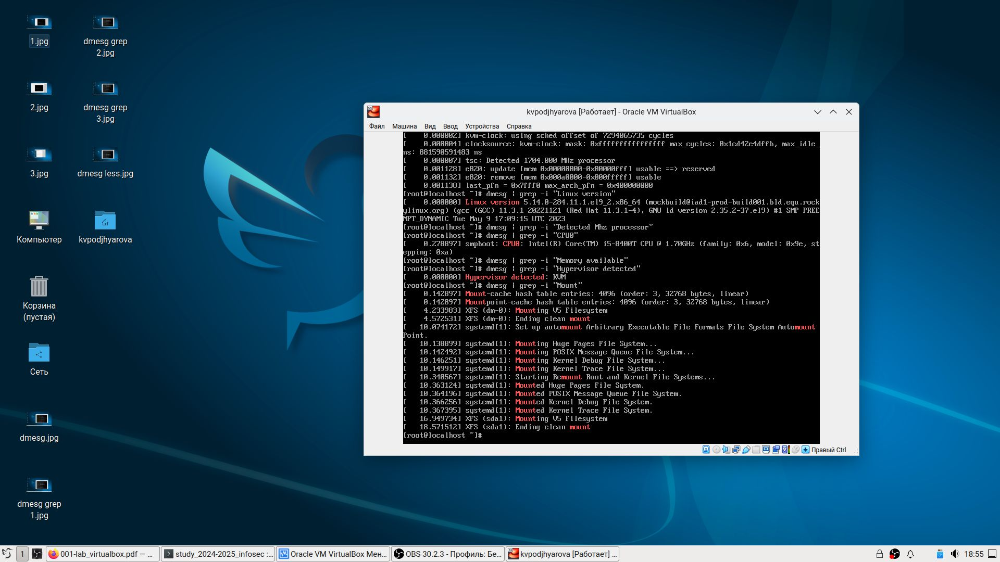 1.jpg
dmesg grep
2.jpg
2.jpg
dmesg grep
3.jpg
3.jpg
dmesg less.jpg
Компьютер
kvpodjhyarova
Корзина
(пустая)
Сеть
dmesg.jpg
dmesg grep
1.jpg
kvpodjhyarova [Работает] - Oracle VM VirtualBox
Файл Машина Вид Ввод Устройства Справка
[    0.000002] kvm-clock: using sched offset of 7294065735 cycles
[    0.000004] clocksource: kvm-clock: mask: 0xffffffffffffffff max_cycles: 0x1cd42e4dffb, max_idle_
ns: 881590591483 ns
[    0.000007] tsc: Detected 1704.000 MHz processor
[    0.001128] e820: update [mem 0x00000000-0x00000fff] usable ==> reserved
[    0.001132] e820: remove [mem 0x000a0000-0x000fffff] usable
[    0.001138] last_pfn = 0x7fff0 max_arch_pfn = 0x400000000
[root@localhost ~]# dmesg | grep -i "Linux version"
[    0.000000] Linux version 5.14.0-284.11.1.el9_2.x86_64 (mockbuild@iad1-prod-build001.bld.equ.rock
ylinux.org) (gcc (GCC) 11.3.1 20221121 (Red Hat 11.3.1-4), GNU ld version 2.35.2-37.el9) #1 SMP PREE
MPT_DYNAMIC Tue May 9 17:09:15 UTC 2023
[root@localhost ~]# dmesg | grep -i "Detected Mhz processor"
[root@localhost ~]# dmesg | grep -i "CPU0"
[    0.278897] smpboot: CPU0: Intel(R) Core(TM) i5-8400T CPU @ 1.70GHz (family: 0x6, model: 0x9e, st
epping: 0xa)
[root@localhost ~]# dmesg | grep -i "Memory available"
[root@localhost ~]# dmesg | grep -i "Hypervisor detected"
[    0.000000] Hypervisor detected: KVM
[root@localhost ~]# dmesg | grep -i "Mount"
[    0.142897] Mount-cache hash table entries: 4096 (order: 3, 32768 bytes, linear)
[    0.142897] Mountpoint-cache hash table entries: 4096 (order: 3, 32768 bytes, linear)
[    4.233983] XFS (dm-0): Mounting V5 Filesystem
[    4.572531] XFS (dm-0): Ending clean mount
[   10.074172] systemd[1]: Set up automount Arbitrary Executable File Formats File System Automount
Point.
[   10.138899] systemd[1]: Mounting Huge Pages File System...
[   10.142492] systemd[1]: Mounting POSIX Message Queue File System...
[   10.146251] systemd[1]: Mounting Kernel Debug File System...
[   10.149917] systemd[1]: Mounting Kernel Trace File System...
[   10.340567] systemd[1]: Starting Remount Root and Kernel File Systems...
[   10.363124] systemd[1]: Mounted Huge Pages File System.
[   10.364196] systemd[1]: Mounted POSIX Message Queue File System.
[   10.366256] systemd[1]: Mounted Kernel Debug File System.
[   10.367395] systemd[1]: Mounted Kernel Trace File System.
[   16.949734] XFS (sda1): Mounting V5 Filesystem
[   18.571512] XFS (sda1): Ending clean mount
[root@localhost ~]#
Правый Ctrl
1 001-lab_virtualbox.pdf — ... study_2024-2025_infosec :... Oracle VM VirtualBox Мен... OBS 30.2.3 - Профиль: Бе... kvpodjhyarova [Работает] ... 18:55